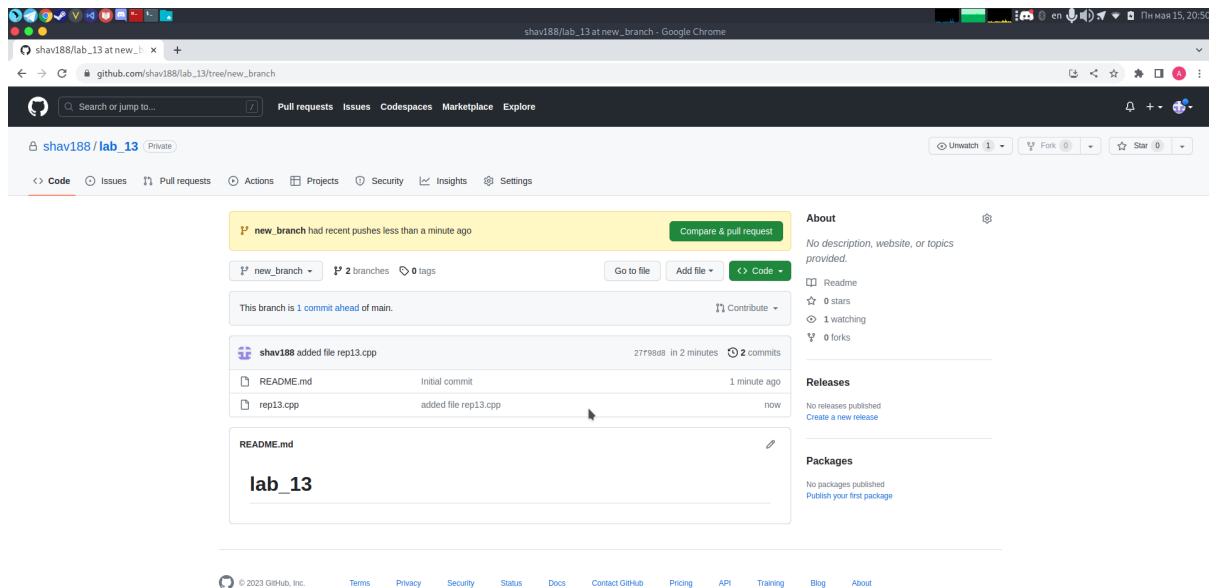 en Пн мая 15, 20:50
shav188/lab_13 at new_branch - Google Chrome
shav188/lab_13 at new_b
github.com/shav188/lab_13/tree/new_branch
Search or jump to... / Pull requests Issues Codespaces Marketplace Explore
shav188 / lab_13 Private Unwatch 1 Fork 0 Star 0
Code Issues Pull requests Actions Projects Security Insights Settings
new_branch had recent pushes less than a minute ago Compare & pull request
new_branch 2 branches 0 tags Go to file Add file Code
This branch is 1 commit ahead of main. Contribute
shav188 added file rep13.cpp 27f98d8 in 2 minutes 2 commits
README.md Initial commit 1 minute ago
rep13.cpp added file rep13.cpp now
README.md
lab_13
About
No description, website, or topics
provided.
Readme
0 stars
1 watching
0 forks
Releases
No releases published
Create a new release
Packages
No packages published
Publish your first package
© 2023 GitHub, Inc. Terms Privacy Security Status Docs Contact GitHub Pricing API Training Blog About